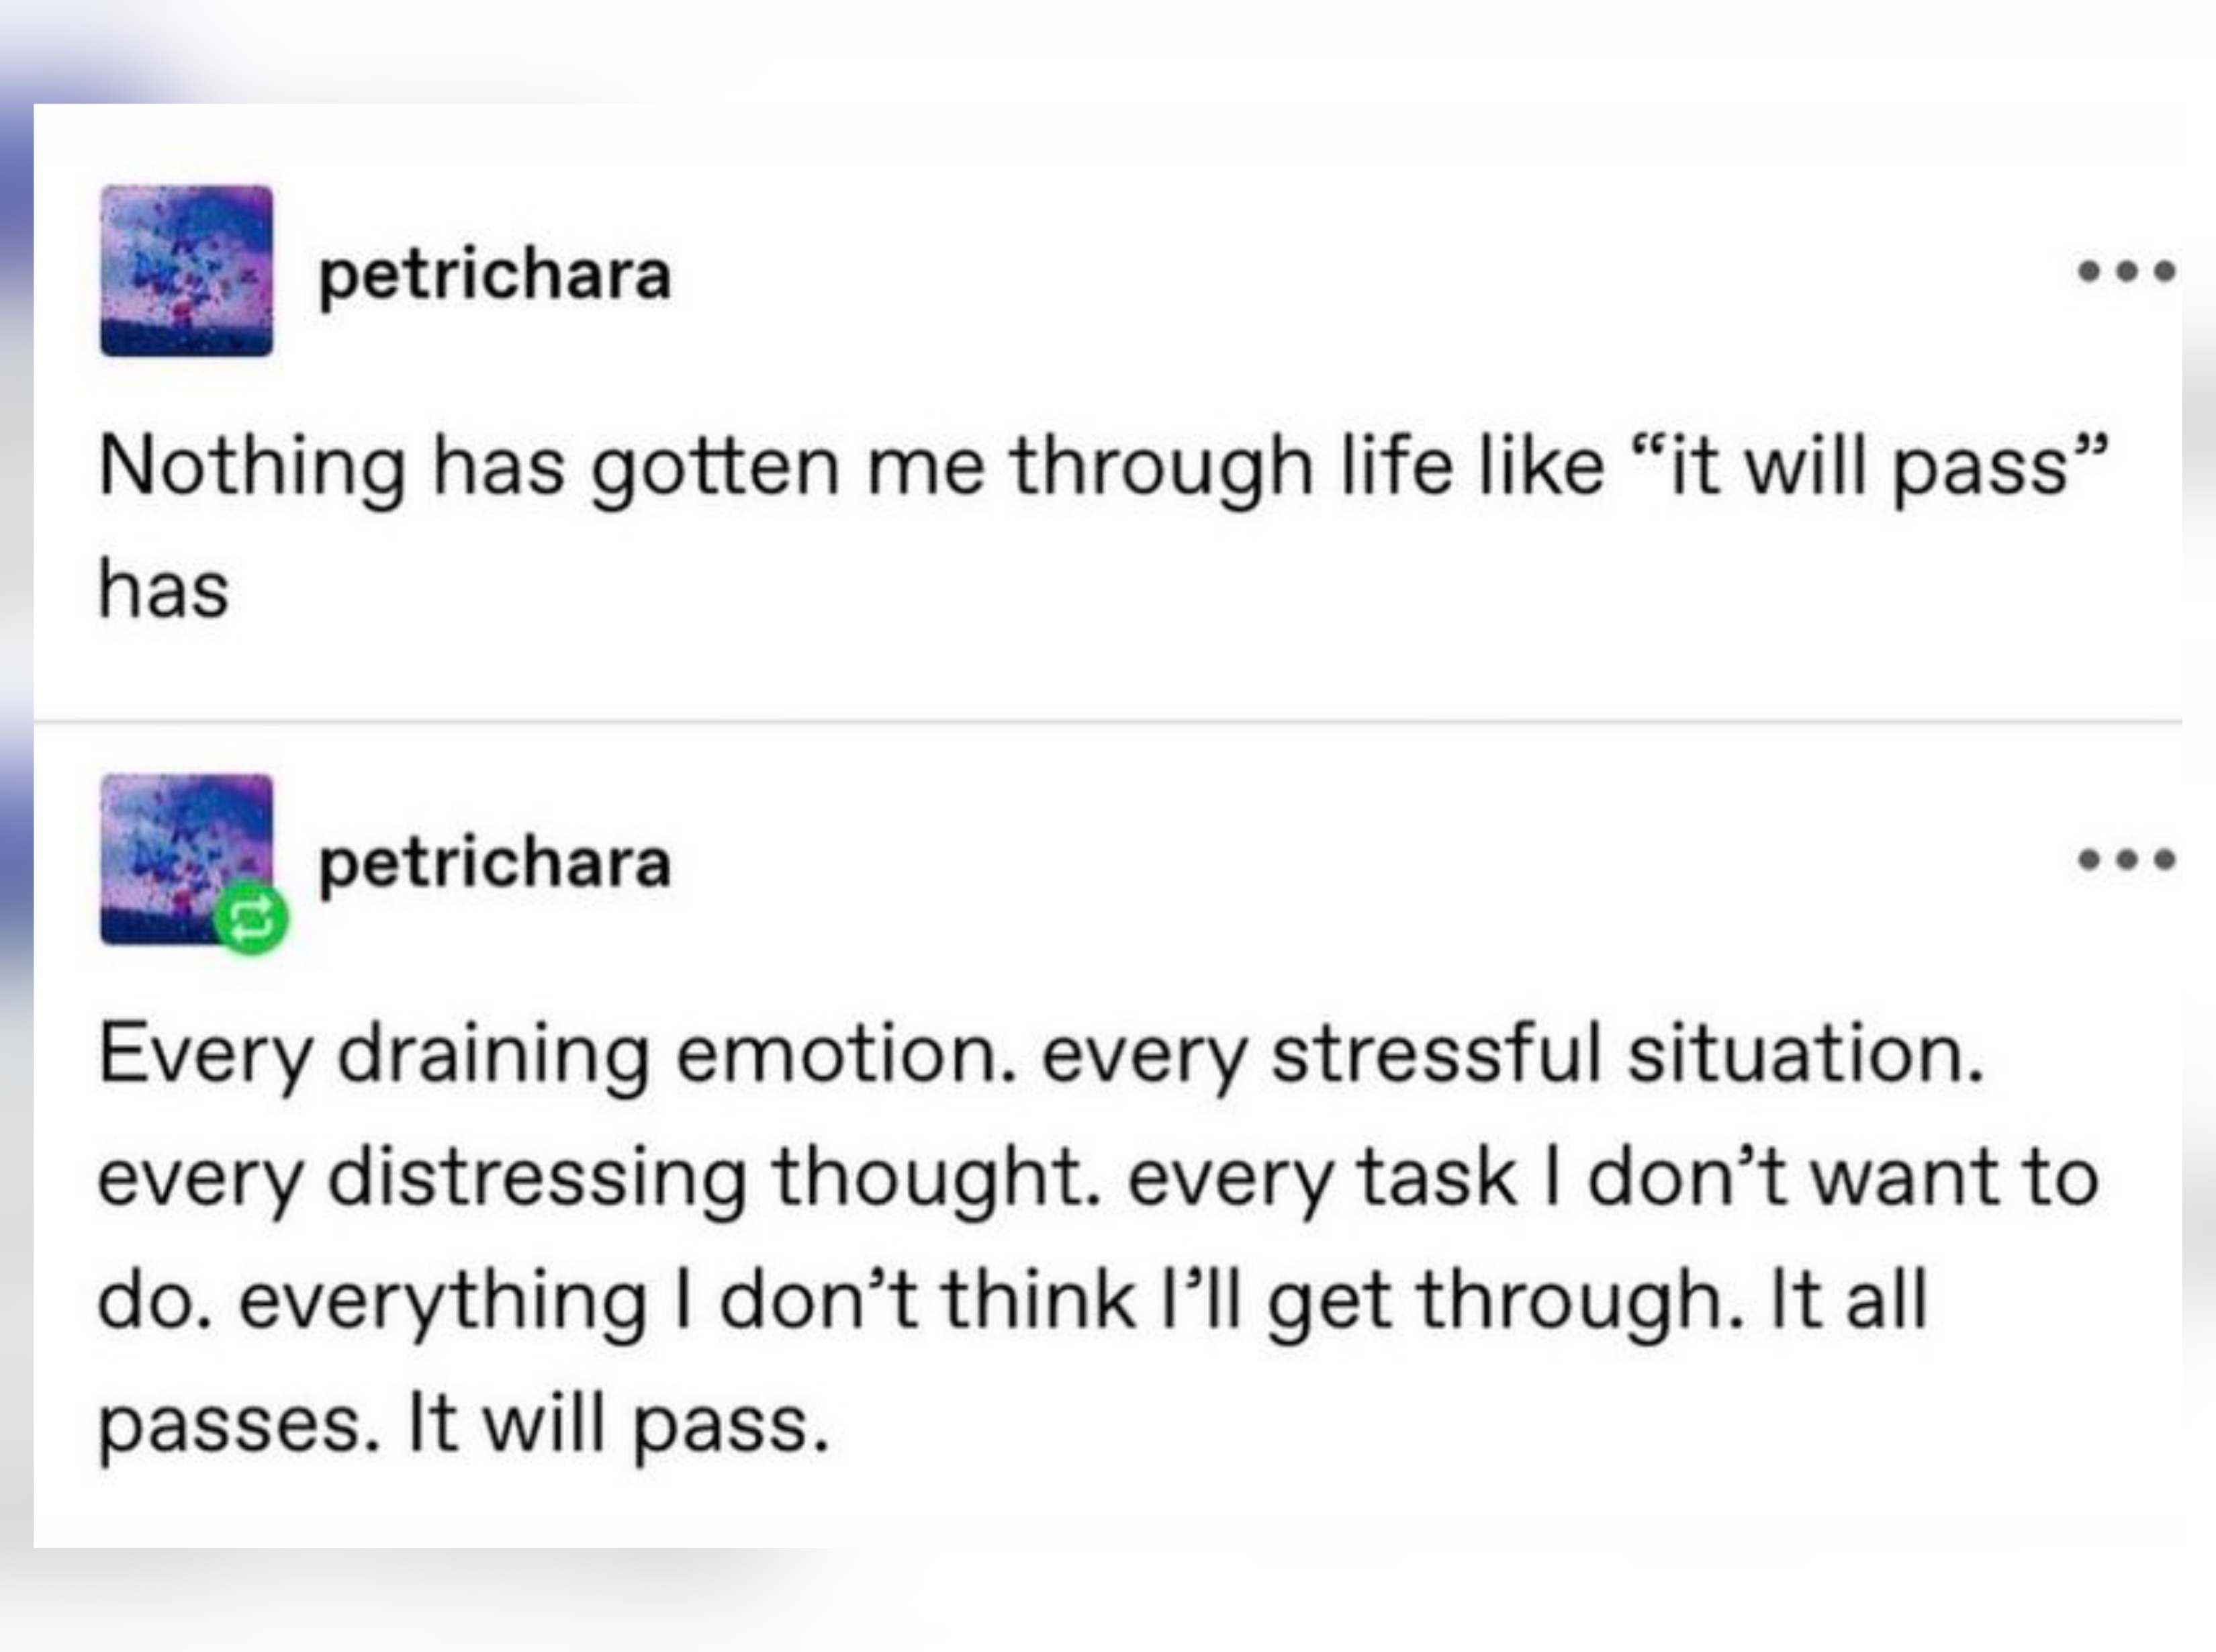 petrichara
Nothing has gotten me through life like “it will pass”
has
petrichara
Every draining emotion. every stressful situation.
every distressing thought. every task I don’t want to
do. everything I don’t think I’ll get through. It all
passes. It will pass.